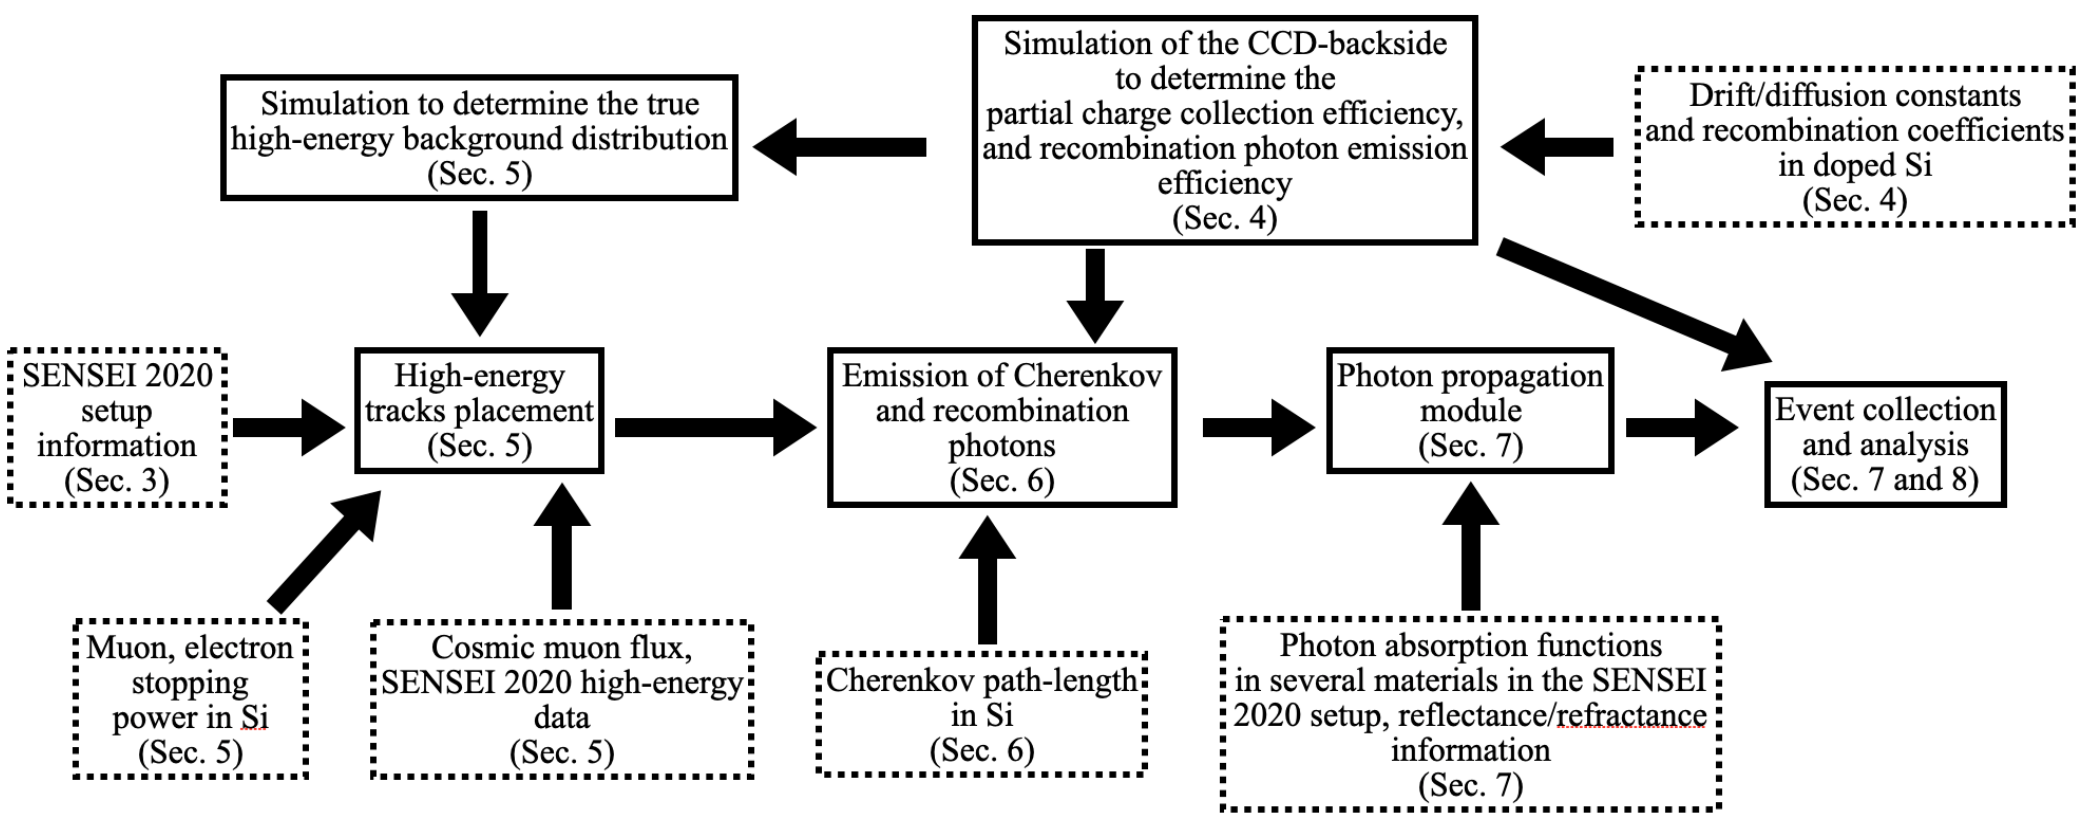 Simulation to determine the true
high-energy background distribution
(Sec. 5)
Simulation of the CCD-backside
to determine the
partial charge collection efficiency,
and recombination photon emission
efficiency
(Sec. 4)
Drift/diffusion constants
and recombination coefficients
in doped Si
(Sec. 4)
SENSEI 2020
setup
information
(Sec. 3)
High-energy
tracks placement
(Sec. 5)
Emission of Cherenkov
and recombination
photons
(Sec. 6)
Photon propagation
module
(Sec. 7)
Event collection
and analysis
(Sec. 7 and 8)
Muon, electron
stopping
power in Si
(Sec. 5)
Cosmic muon flux,
SENSEI 2020 high-energy
data
(Sec. 5)
Cherenkov path-length
in Si
(Sec. 6)
Photon absorption functions
in several materials in the SENSEI
2020 setup, reflectance/refractance
information
(Sec. 7)